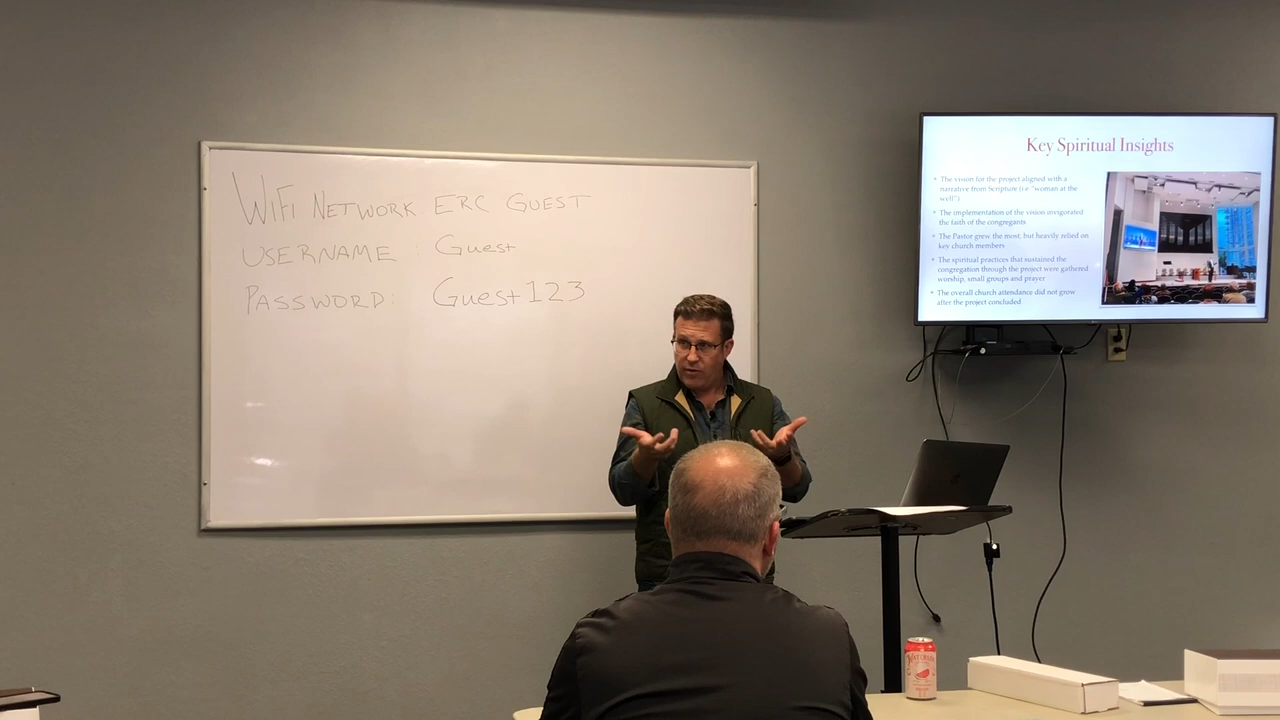 WIFI NETWORK ERC GUEST
USERNAME : Guest
PASSWORD: Guest123
Key Spiritual Insights
• The vision for the project aligned with a
narrative from Scripture (i.e "woman at the
well")
• The implementation of the vision invigorated
the faith of the congregants
• The Pastor grew the most, but heavily relied on
key church members
• The spiritual practices that sustained the
congregation through the project were gathered
worship, small groups and prayer
• The overall church attendance did not grow
after the project concluded